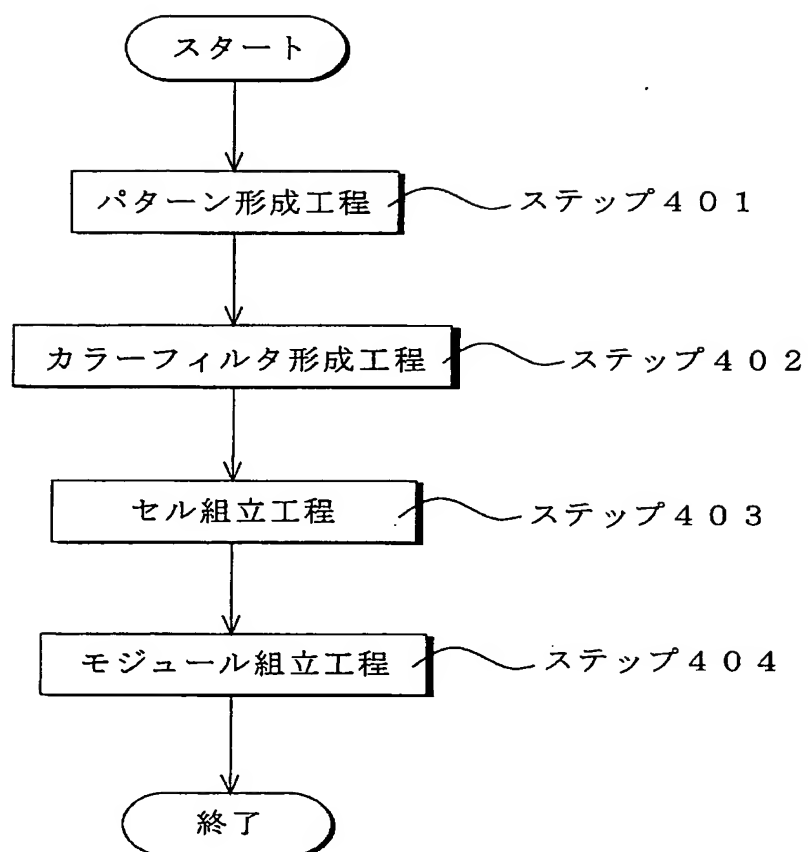 スタート
パターン形成工程 ステップ401
カラーフィルタ形成工程 ステップ402
セル組立工程 ステップ403
モジュール組立工程 ステップ404
終了